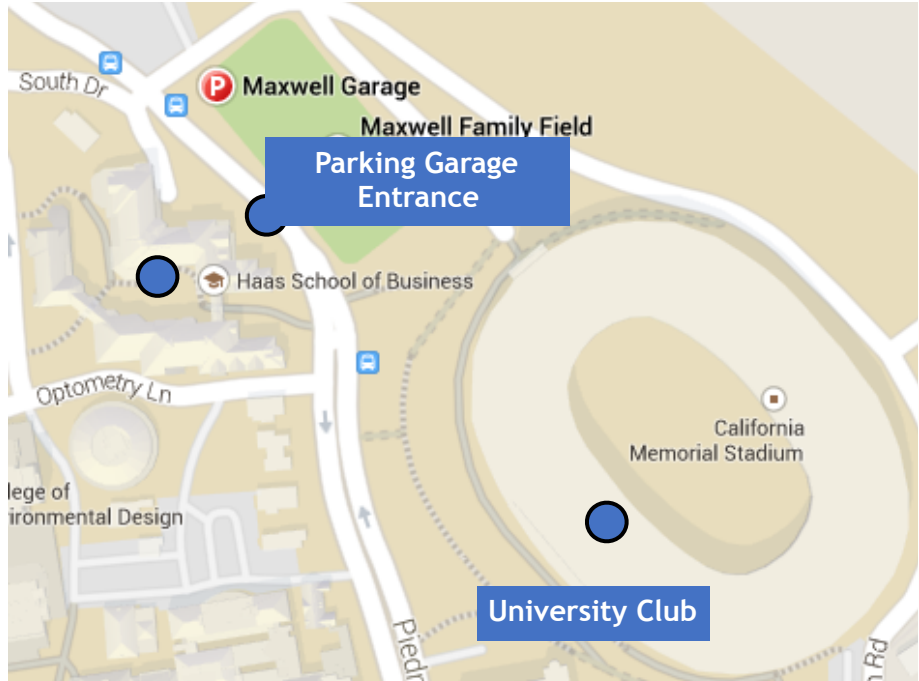 South Dr
P
Maxwell Garage
Maxwell Family Field
Parking Garage
Entrance
Haas School of Business
Optometry Ln
California
Memorial Stadium
lege of
ironmental Design
University Club
Piedm
n Rd